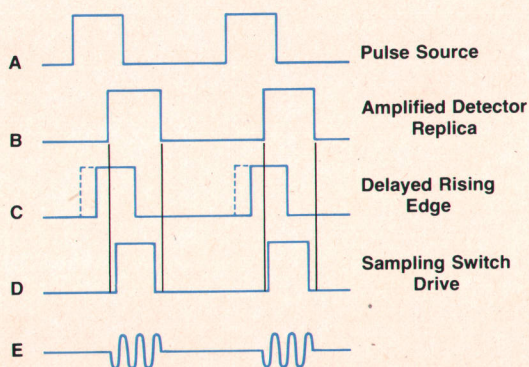 A
Pulse Source
B
Amplified Detector
Replica
C
Delayed Rising
Edge
D
Sampling Switch
Drive
E